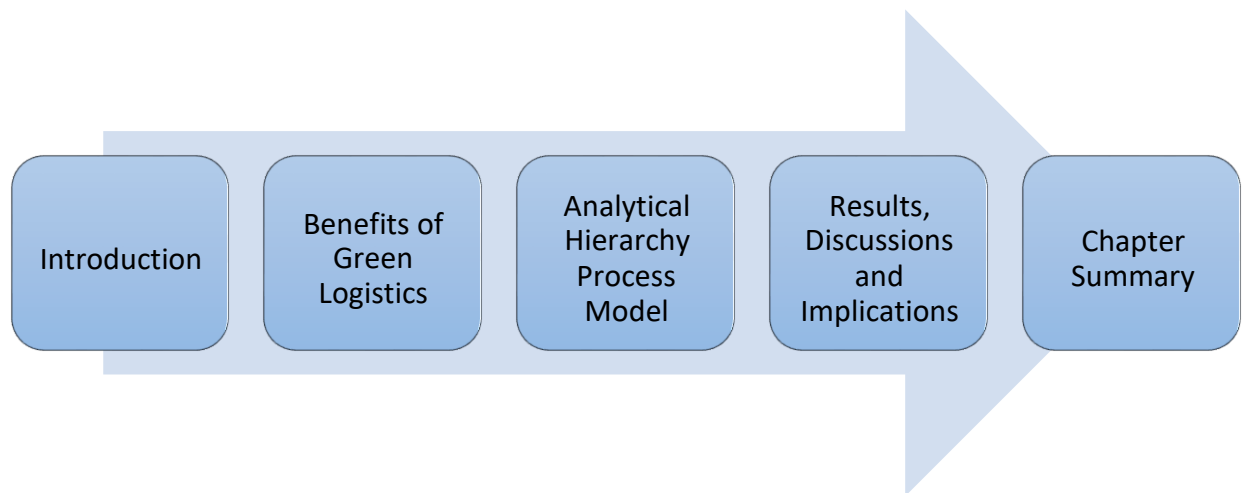 Introduction
Benefits of
Green
Logistics
Analytical
Hierarchy
Process
Model
Results,
Discussions
and
Implications
Chapter
Summary